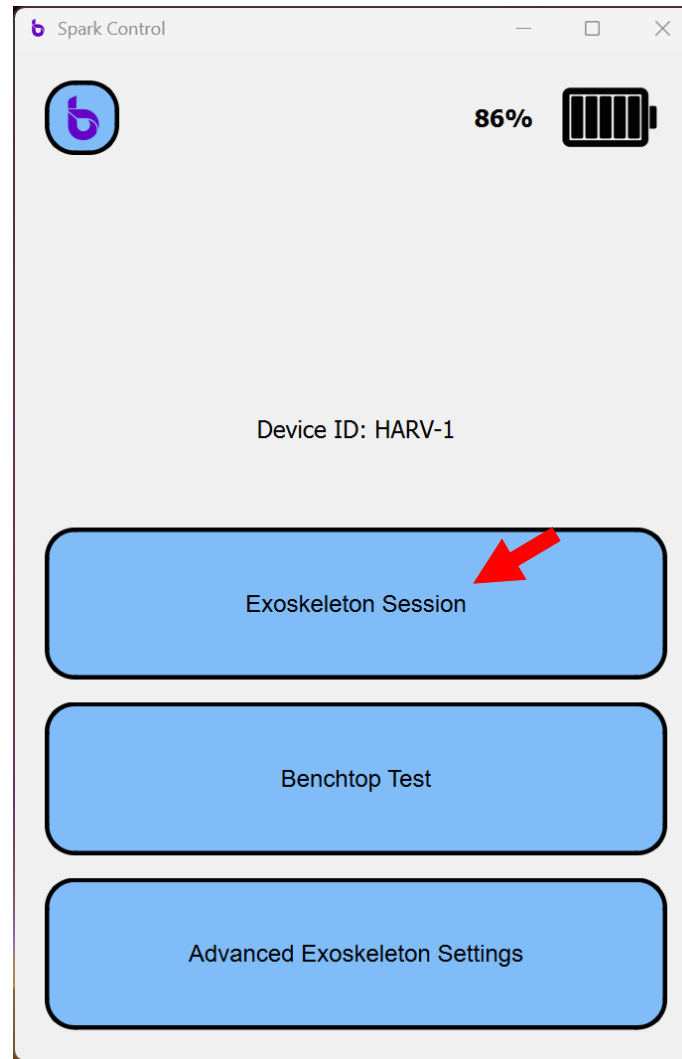 Spark Control
86%
Device ID: HARV-1
Exoskeleton Session
Benchtop Test
Advanced Exoskeleton Settings